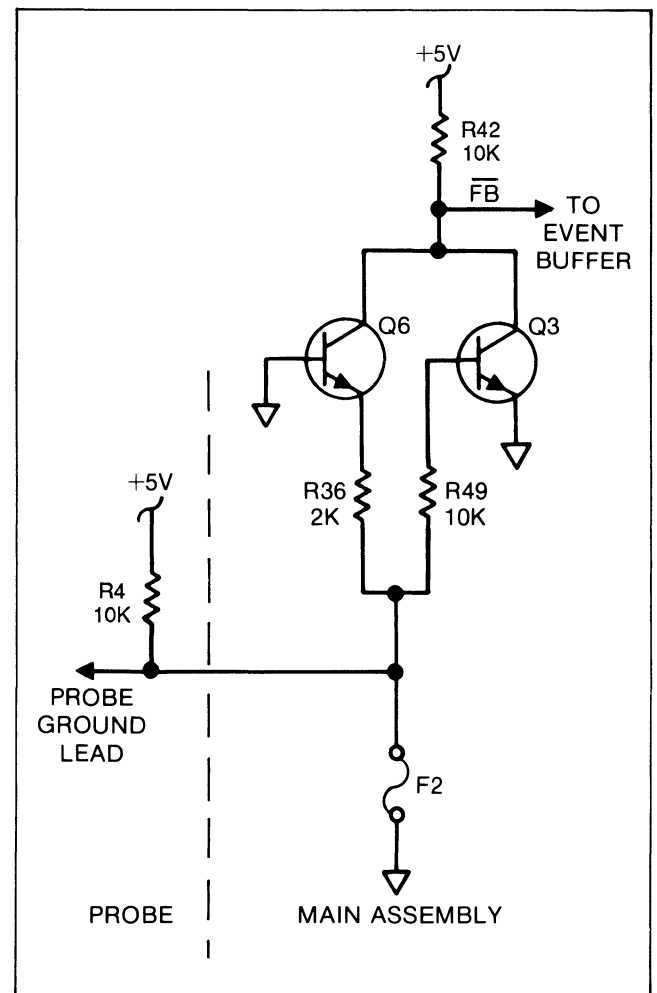 +5V
R42
10K
FB
TO
EVENT
BUFFER
Q6
Q3
+5V
R36
2K
R49
10K
R4
10K
PROBE
GROUND
LEAD
F2
PROBE
MAIN ASSEMBLY